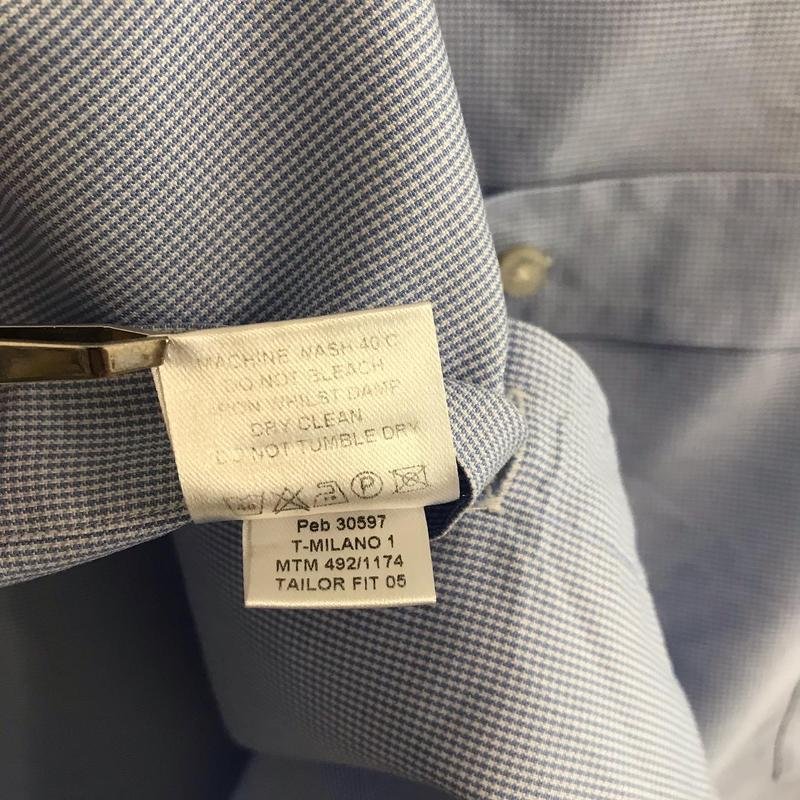 MACHINE WASH 40°C
DO NOT BLEACH
IRON WHILST DAMP
DRY CLEAN
DO NOT TUMBLE DRY
40 P
Peb 30597
T-MILANO 1
MTM 492/1174
TAILOR FIT 05